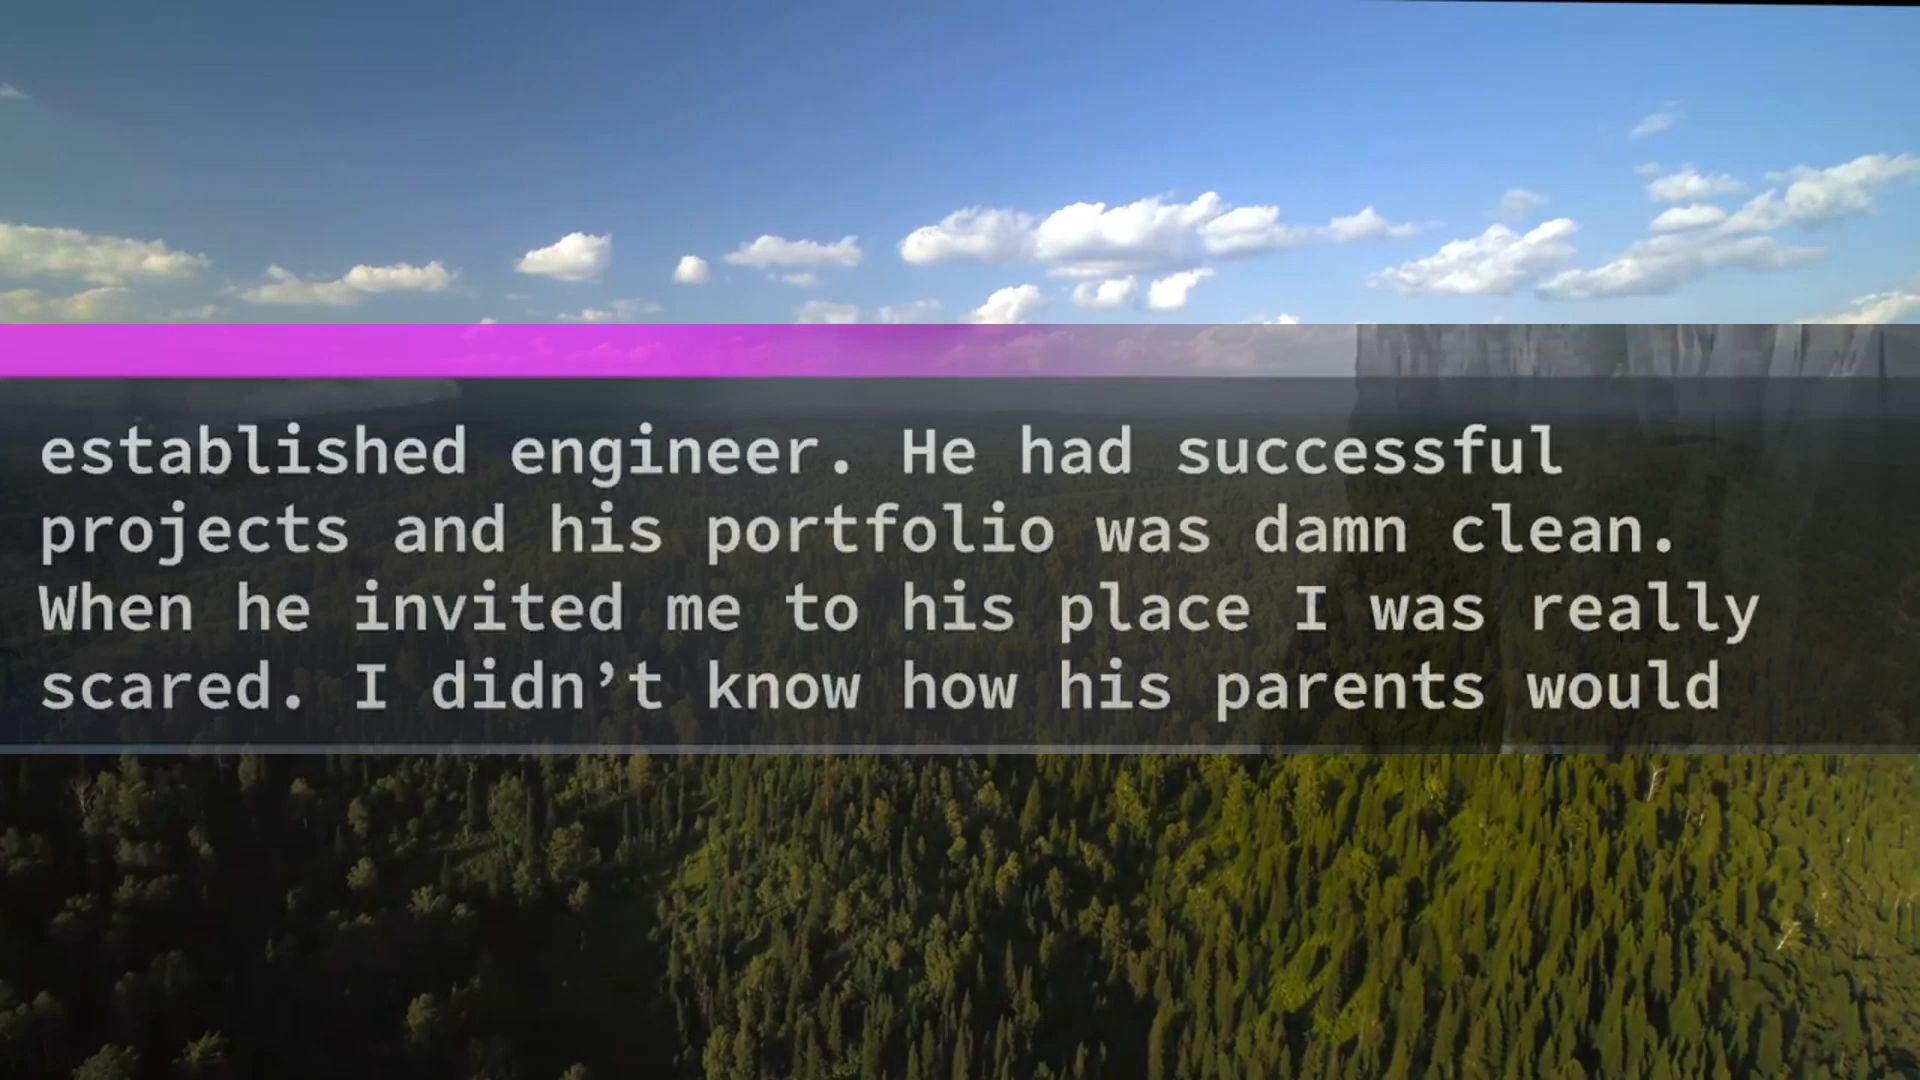 established engineer. He had successful
projects and his portfolio was damn clean.
When he invited me to his place I was really
scared. I didn’t know how his parents would